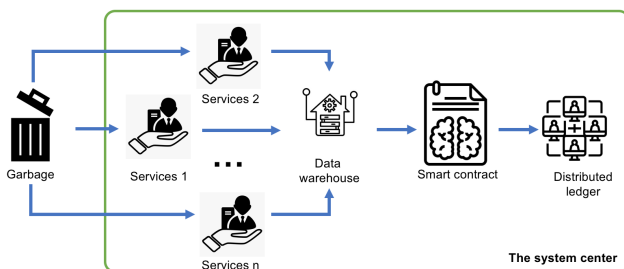 Services 2
Garbage
Services 1
...
Data
warehouse
Smart contract
Distributed
ledger
Services n
The system center